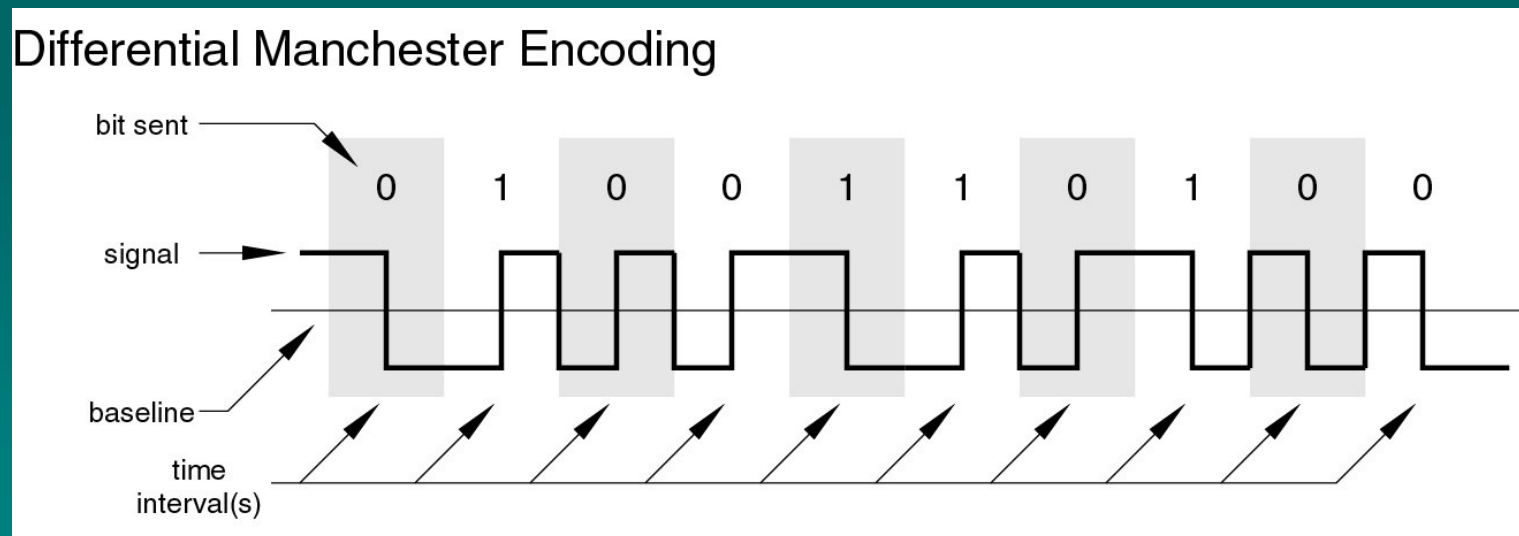 Differential Manchester Encoding
bit sent
0 1 0 0 1 1 0 1 0 0
signal
baseline
time
interval(s)